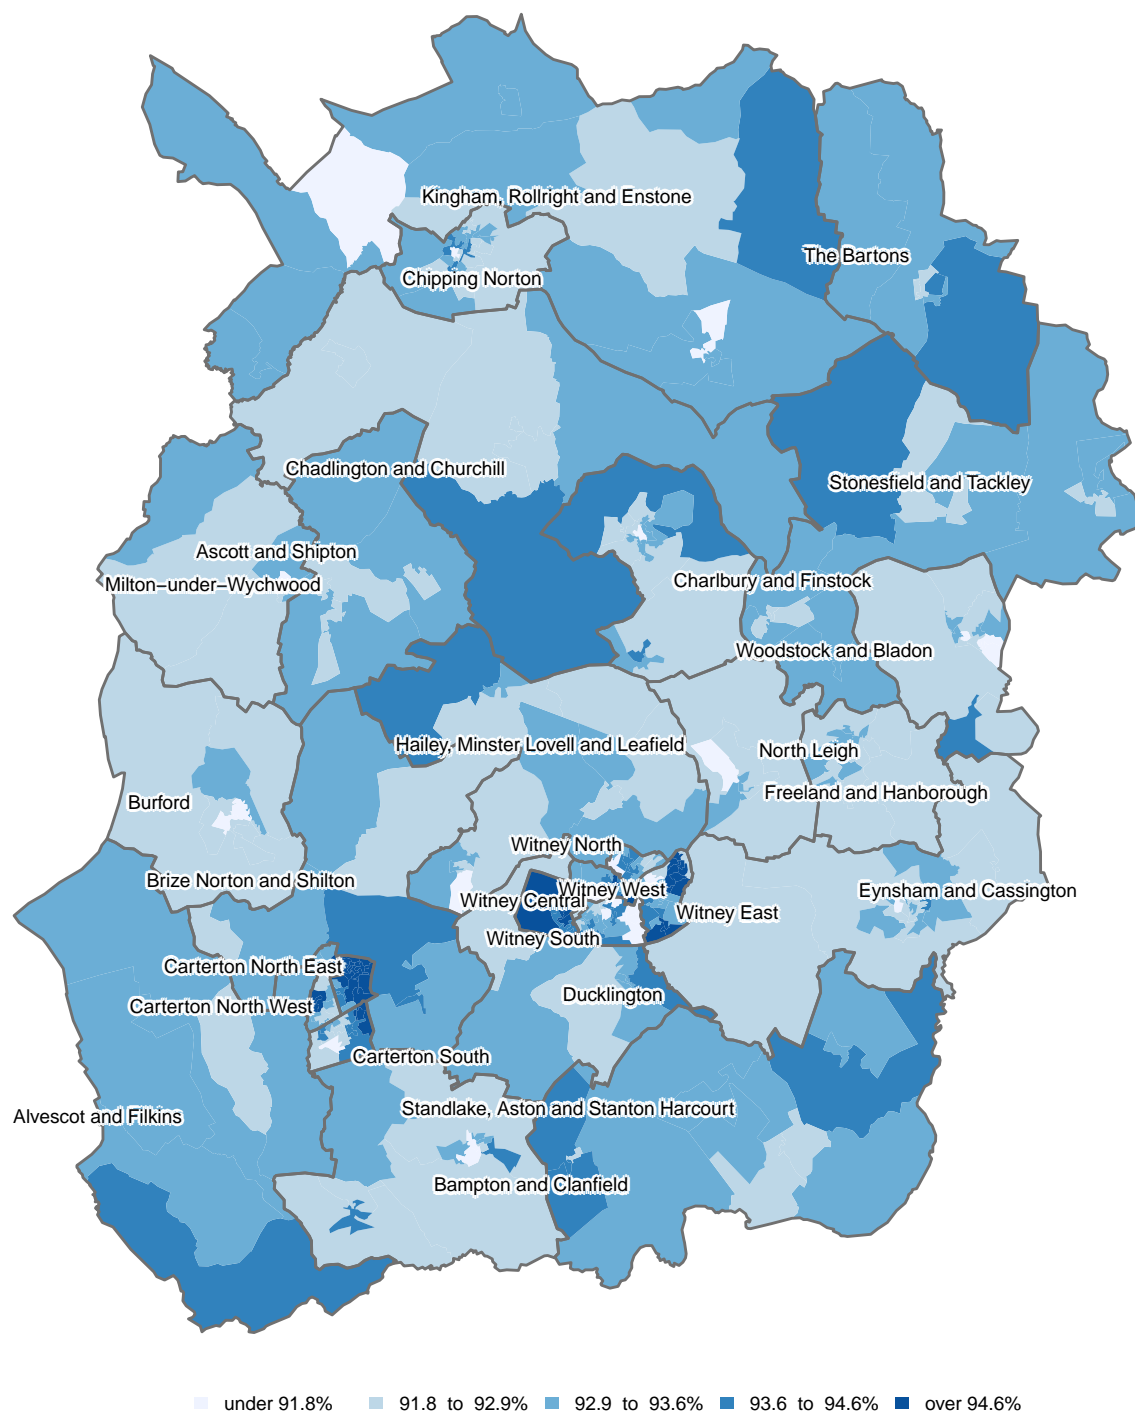 Kingham, Rollright and Enstone
The Bartons
Chipping Norton
Chadlington and Churchill
Stonesfield and Tackley
Ascott and Shipton
Milton−under−Wychwood
Charlbury and Finstock
Woodstock and Bladon
Hailey, Minster Lovell and Leafield
North Leigh
Freeland and Hanborough
Burford
Witney North
Brize Norton and Shilton
Witney West
Eynsham and Cassington
Witney Central
Witney East
Witney South
Carterton North East
Ducklington
Carterton North West
Carterton South
Standlake, Aston and Stanton Harcourt
Alvescot and Filkins
Bampton and Clanfield
under 91.8% 91.8 to 92.9% 92.9 to 93.6% 93.6 to 94.6% over 94.6%